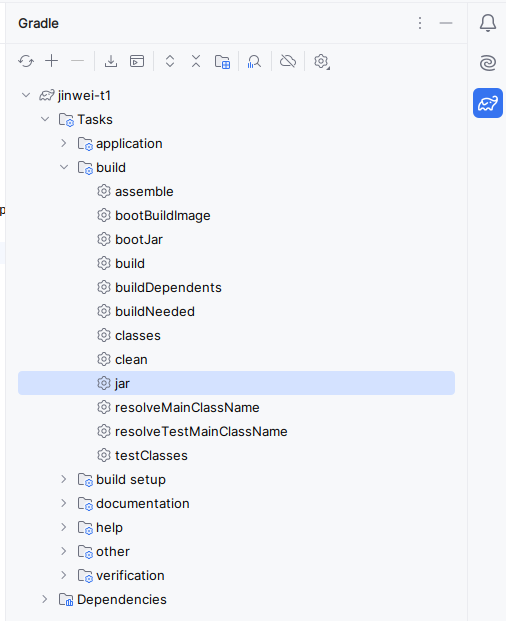 Gradle
jinwei-t1
Tasks
application
build
assemble
bootBuildImage
bootJar
build
buildDependents
buildNeeded
classes
clean
jar
resolveMainClassName
resolveTestMainClassName
testClasses
build setup
documentation
help
other
verification
Dependencies